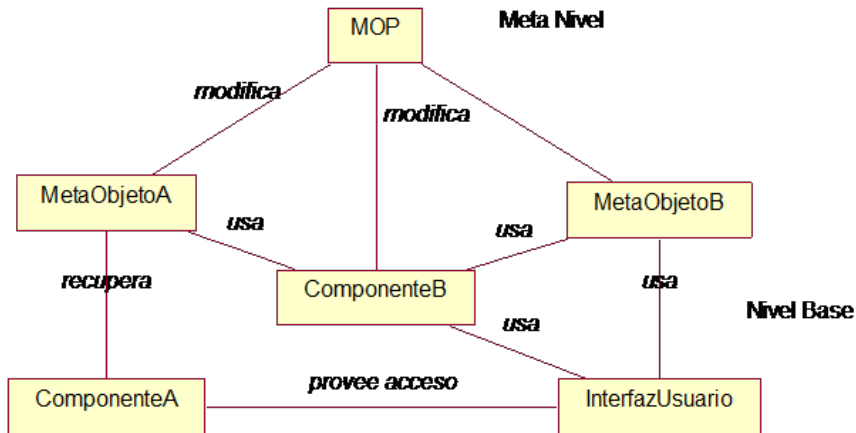 MOP
Meta Nivel
modifica
modifica
MetaObjetoA
MetaObjetoB
usa
usa
recupera
ComponenteB
usa
usa
Nivel Base
provee acceso
ComponenteA
InterfazUsuario